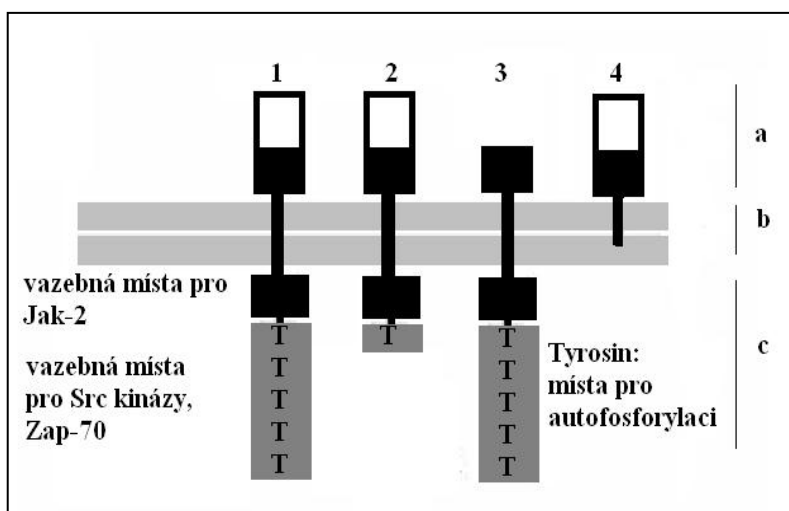 1 2 3 4
a
b
vazebná místa pro
Jak-2
c
vazebná místa
pro Src kinázy,
Zap-70
T
T
T
T
T
T
T
T
T
T
T
Tyrosin:
místa pro
autofosforylaci